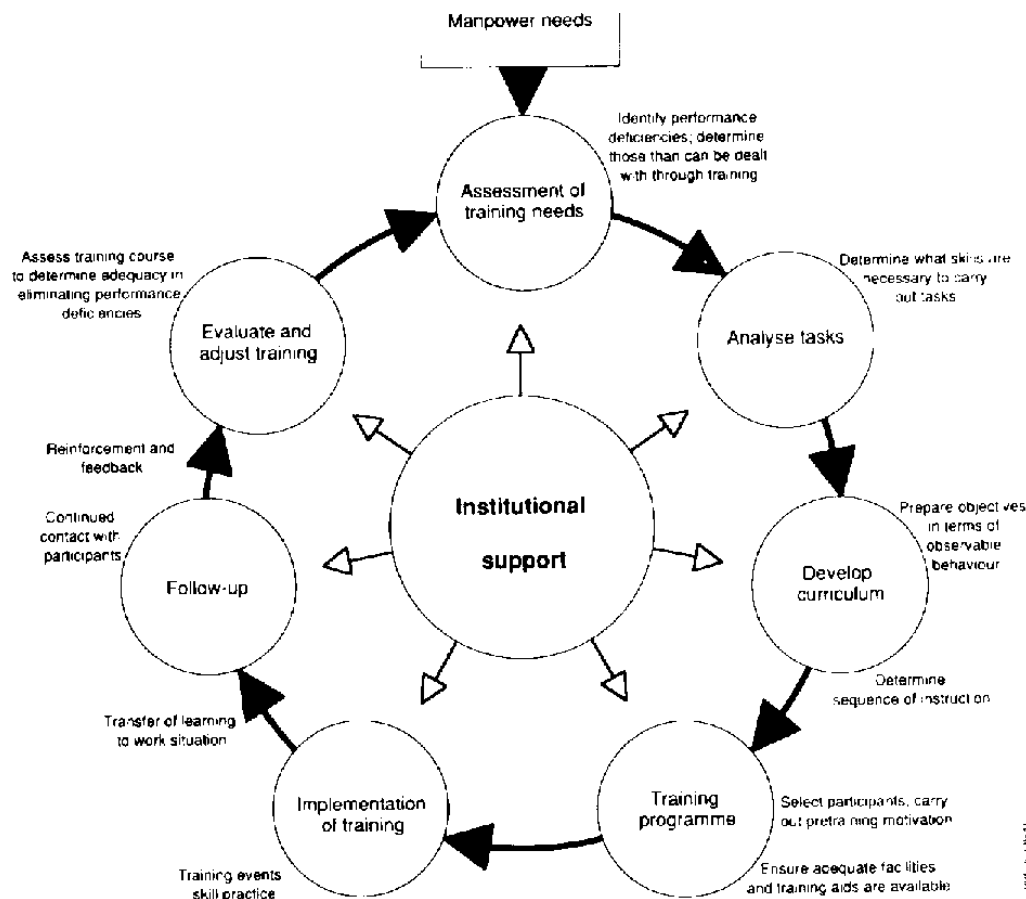 Manpower needs
Identify performance
deficiencies; determine
those than can be dealt
with through training
Assessment of
training needs
Assess training course
to determine adequacy in
eliminating performance
deficiencies
Determine what skills are
necessary to carry
out tasks
Evaluate and
adjust training
Analyse tasks
Reinforcement and
feedback
Institutional
support
Continued
contact with
participants
Prepare objectives
in terms of
observable
behaviour
Follow-up
Develop
curriculum
Determine
sequence of instruction
Transfer of learning
to work situation
Implementation
of training
Training
programme
Select participants, carry
out pretraining motivation
Training events
skill practice
Ensure adequate facilities
and training aids are available